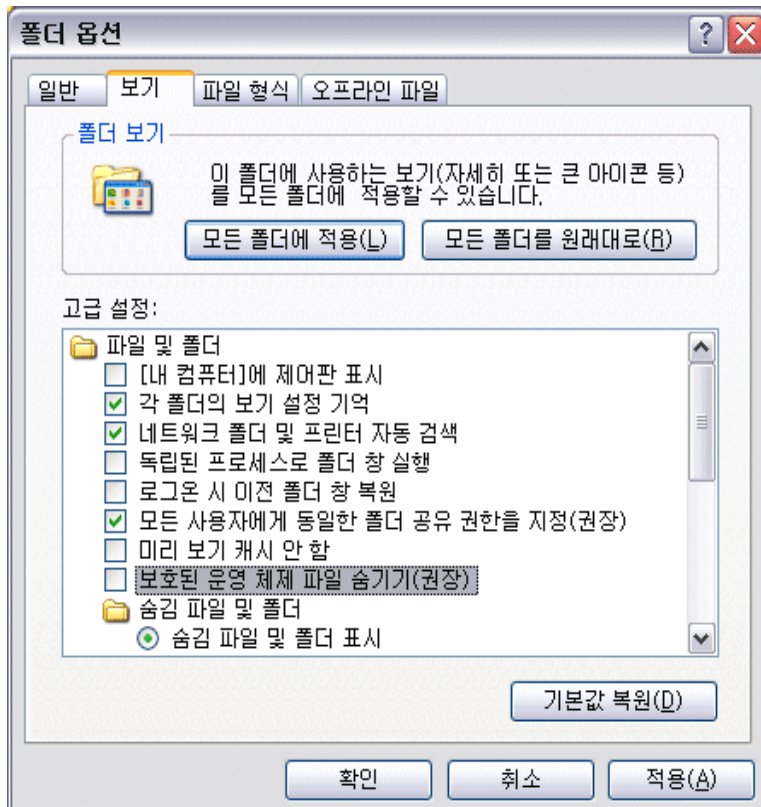 폴더 옵션
일반 보기 파일 형식 오프라인 파일
폴더 보기
이 폴더에 사용하는 보기(자세히 또는 큰 아이콘 등)
를 모든 폴더에 적용할 수 있습니다.
모든 폴더에 적용(L) 모든 폴더를 원래대로(R)
고급 설정:
파일 및 폴더
[내 컴퓨터]에 제어판 표시
각 폴더의 보기 설정 기억
네트워크 폴더 및 프린터 자동 검색
독립된 프로세스로 폴더 창 실행
로그온 시 이전 폴더 창 복원
모든 사용자에게 동일한 폴더 공유 권한을 지정(권장)
미리 보기 캐시 안 함
보호된 운영 체제 파일 숨기기(권장)
숨김 파일 및 폴더
숨김 파일 및 폴더 표시
기본값 복원(D)
확인 취소 적용(A)